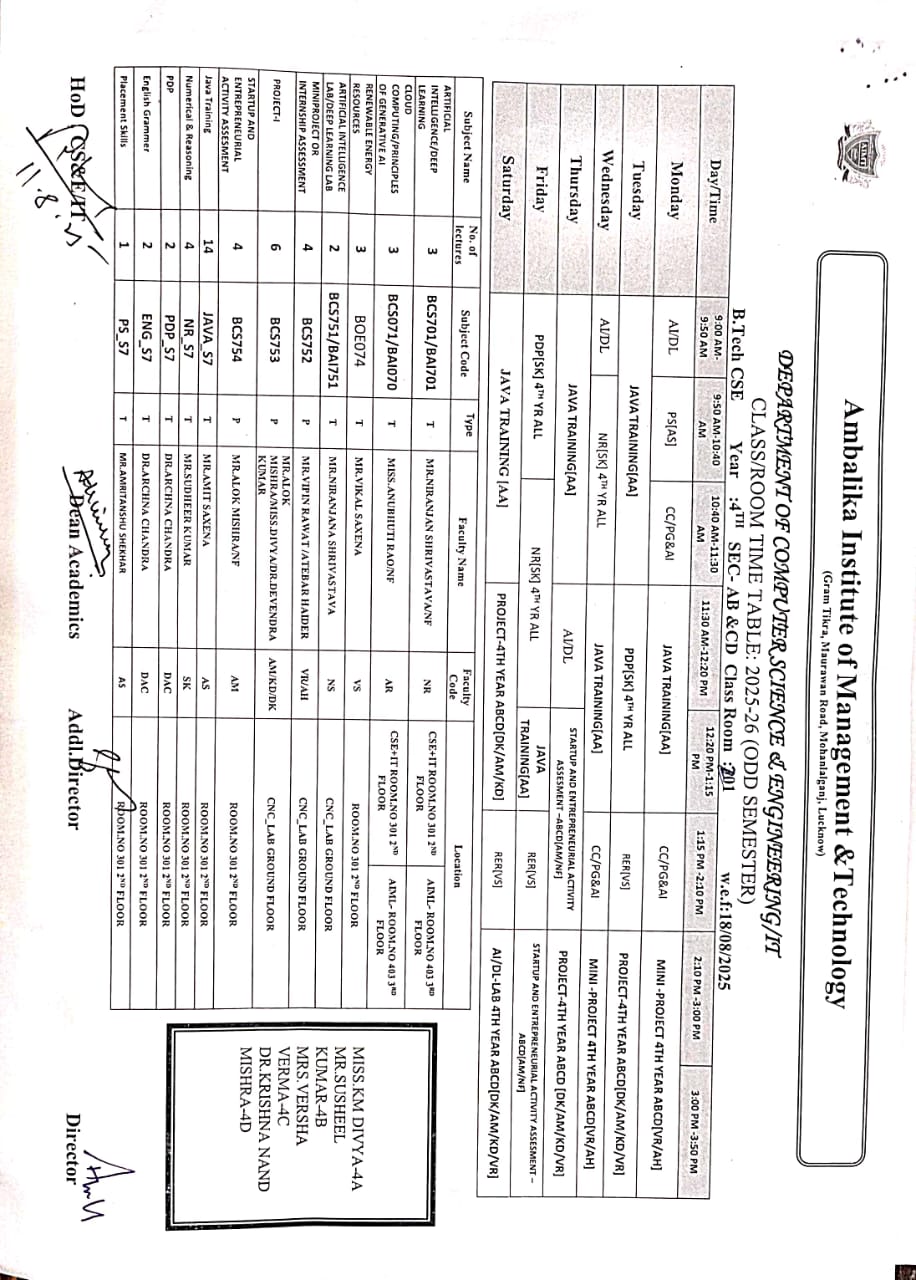 Ambalika Institute of Management &Technology
(Gram Tikra, Maurawan Road, Mohanlalganj, Lucknow)
DEPARTMENT OF COMPUTER SCIENCE & ENGINEERING/IT
CLASS/ROOM TIME TABLE: 2025-26 (ODD SEMESTER)
B.Tech CSE Year :4TH SEC- AB &CD Class Room :201 w.e.f:18/08/2025
Day/Time 9:00 AM-9:50 AM 9:50 AM-10:40 AM 10:40 AM-11:30 AM 11:30 AM-12:20 PM 12:20 PM-1:15 PM 1:15 PM -2:10 PM 2:10 PM -3:00 PM 3:00 PM -3:50 PM
Monday AI/DL PS[AS] CC/PG&AI JAVA TRAINING[AA] CC/PG&AI MINI -PROJECT 4TH YEAR ABCD[VR/AH]
Tuesday JAVA TRAINING[AA] PDP[SK] 4TH YR ALL RER[VS] PROJECT-4TH YEAR ABCD[DK/AM/KD/VR]
Wednesday AI/DL NR[SK] 4TH YR ALL JAVA TRAINING[AA] CC/PG&AI MINI -PROJECT 4TH YEAR ABCD[VR/AH]
Thursday JAVA TRAINING[AA] AI/DL STARTUP AND ENTREPRENEURIAL ACTIVITY ASSESMENT –ABCD[AM/NF] PROJECT-4TH YEAR ABCD [DK/AM/KD/VR]
Friday PDP[SK] 4TH YR ALL NR[SK] 4TH YR ALL JAVA TRAINING[AA] RER[VS] STARTUP AND ENTREPRENEURIAL ACTIVITY ASSESMENT –ABCD[AM/NF]
Saturday JAVA TRAINING [AA] PROJECT-4TH YEAR ABCD[DK/AM/KD] RER[VS] AI/DL-LAB 4TH YEAR ABCD[DK/AM/KD/VR]
Subject Name No. of lectures Subject Code Type Faculty Name Faculty Code Location
ARTIFICIAL INTELLIGENCE/DEEP LEARNING 3 BCS701/BAI701 T MR.NIRANJAN SHRIVASTAVA/NF NR CSE+IT ROOM.NO 301 2ND FLOOR AIML- ROOM.NO 403 3RD FLOOR
CLOUD COMPUTING/PRINCIPLES OF GENERATIVE AI 3 BCS071/BAI070 T MISS.ANUBHUTI RAO/NF AR CSE+IT ROOM.NO 301 2ND FLOOR AIML- ROOM.NO 403 3RD FLOOR
RENEWABLE ENERGY RESOURCES 3 BOE074 T MR.VIKAL SAXENA VS ROOM.NO 301 2ND FLOOR
ARTIFICIAL INTELIGENCE LAB/DEEP LEARNING LAB 2 BCS751/BAI751 T MR.NIRANJANA SHRIVASTAVA NS CNC_LAB GROUND FLOOR
MINIPROJECT OR INTERNSHIP ASSESSMENT 4 BCS752 P MR.VIPIN RAWAT /ATEBAR HAIDER VR/AH CNC_LAB GROUND FLOOR
PROJECT-I 6 BCS753 P MR.ALOK MISHRA/MISS.DIVYA/DR.DEVENDRA KUMAR AM/KD/DK CNC_LAB GROUND FLOOR
STARTUP AND ENTREPRENEURIAL ACTIVITY ASSESMENT 4 BCS754 P MR.ALOK MISHRA/NF AM ROOM.NO 301 2ND FLOOR
Java Training 14 JAVA_S7 T MR.AMIT SAXENA AS ROOM.NO 301 2ND FLOOR
Numerical & Reasoning 4 NR_S7 T MR.SUDHEER KUMAR SK ROOM.NO 301 2ND FLOOR
PDP 2 PDP_S7 T DR.ARCHNA CHANDRA DAC ROOM.NO 301 2ND FLOOR
English Grammer 2 ENG_S7 T DR.ARCHNA CHANDRA DAC ROOM.NO 301 2ND FLOOR
Placement Skills 1 PS_S7 T MR.AMRITANSHU SHEKHAR AS ROOM.NO 301 2ND FLOOR
MISS.KM DIVYA-4A
MR.SUSHEEL
KUMAR-4B
MRS.VERSHA
VERMA-4C
DR.KRISHNA NAND
MISHRA-4D
HoD CS&E/IT Dean Academics Addl.Director Director